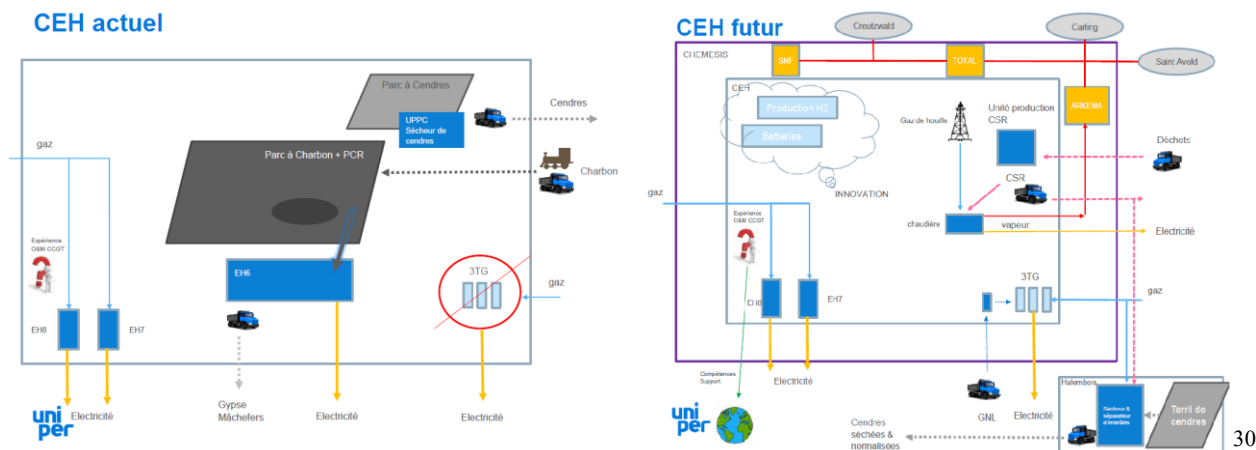 CEH actuel
Parc à Cendres
UPPC
Sécheur de
cendres
Cendres
gaz
Parc à Charbon + PCR
Charbon
Expérience
O&M CCGT
EH6
3TG
gaz
EH8
EH7
Electricité
Gypse
Mâchefers
Electricité
Electricité
uni
per
CEH futur
Creutzwald
Carling
CHEMESIS
SNF
TOTAL
Saint Avold
CEH
Production H2
Batteries
INNOVATION
Gaz de houille
Unité production
CSR
ARKEMA
Déchets
CSR
gaz
Expérience
O&M CCGT
chaudière
vapeur
Electricité
3TG
gaz
EH8
EH7
Compétences
Support
Electricité
GNL
Electricité
uni
per
Cendres
séchées &
normalisées
Halembois
Sécheur &
séparateur
Terril de
cendres
30